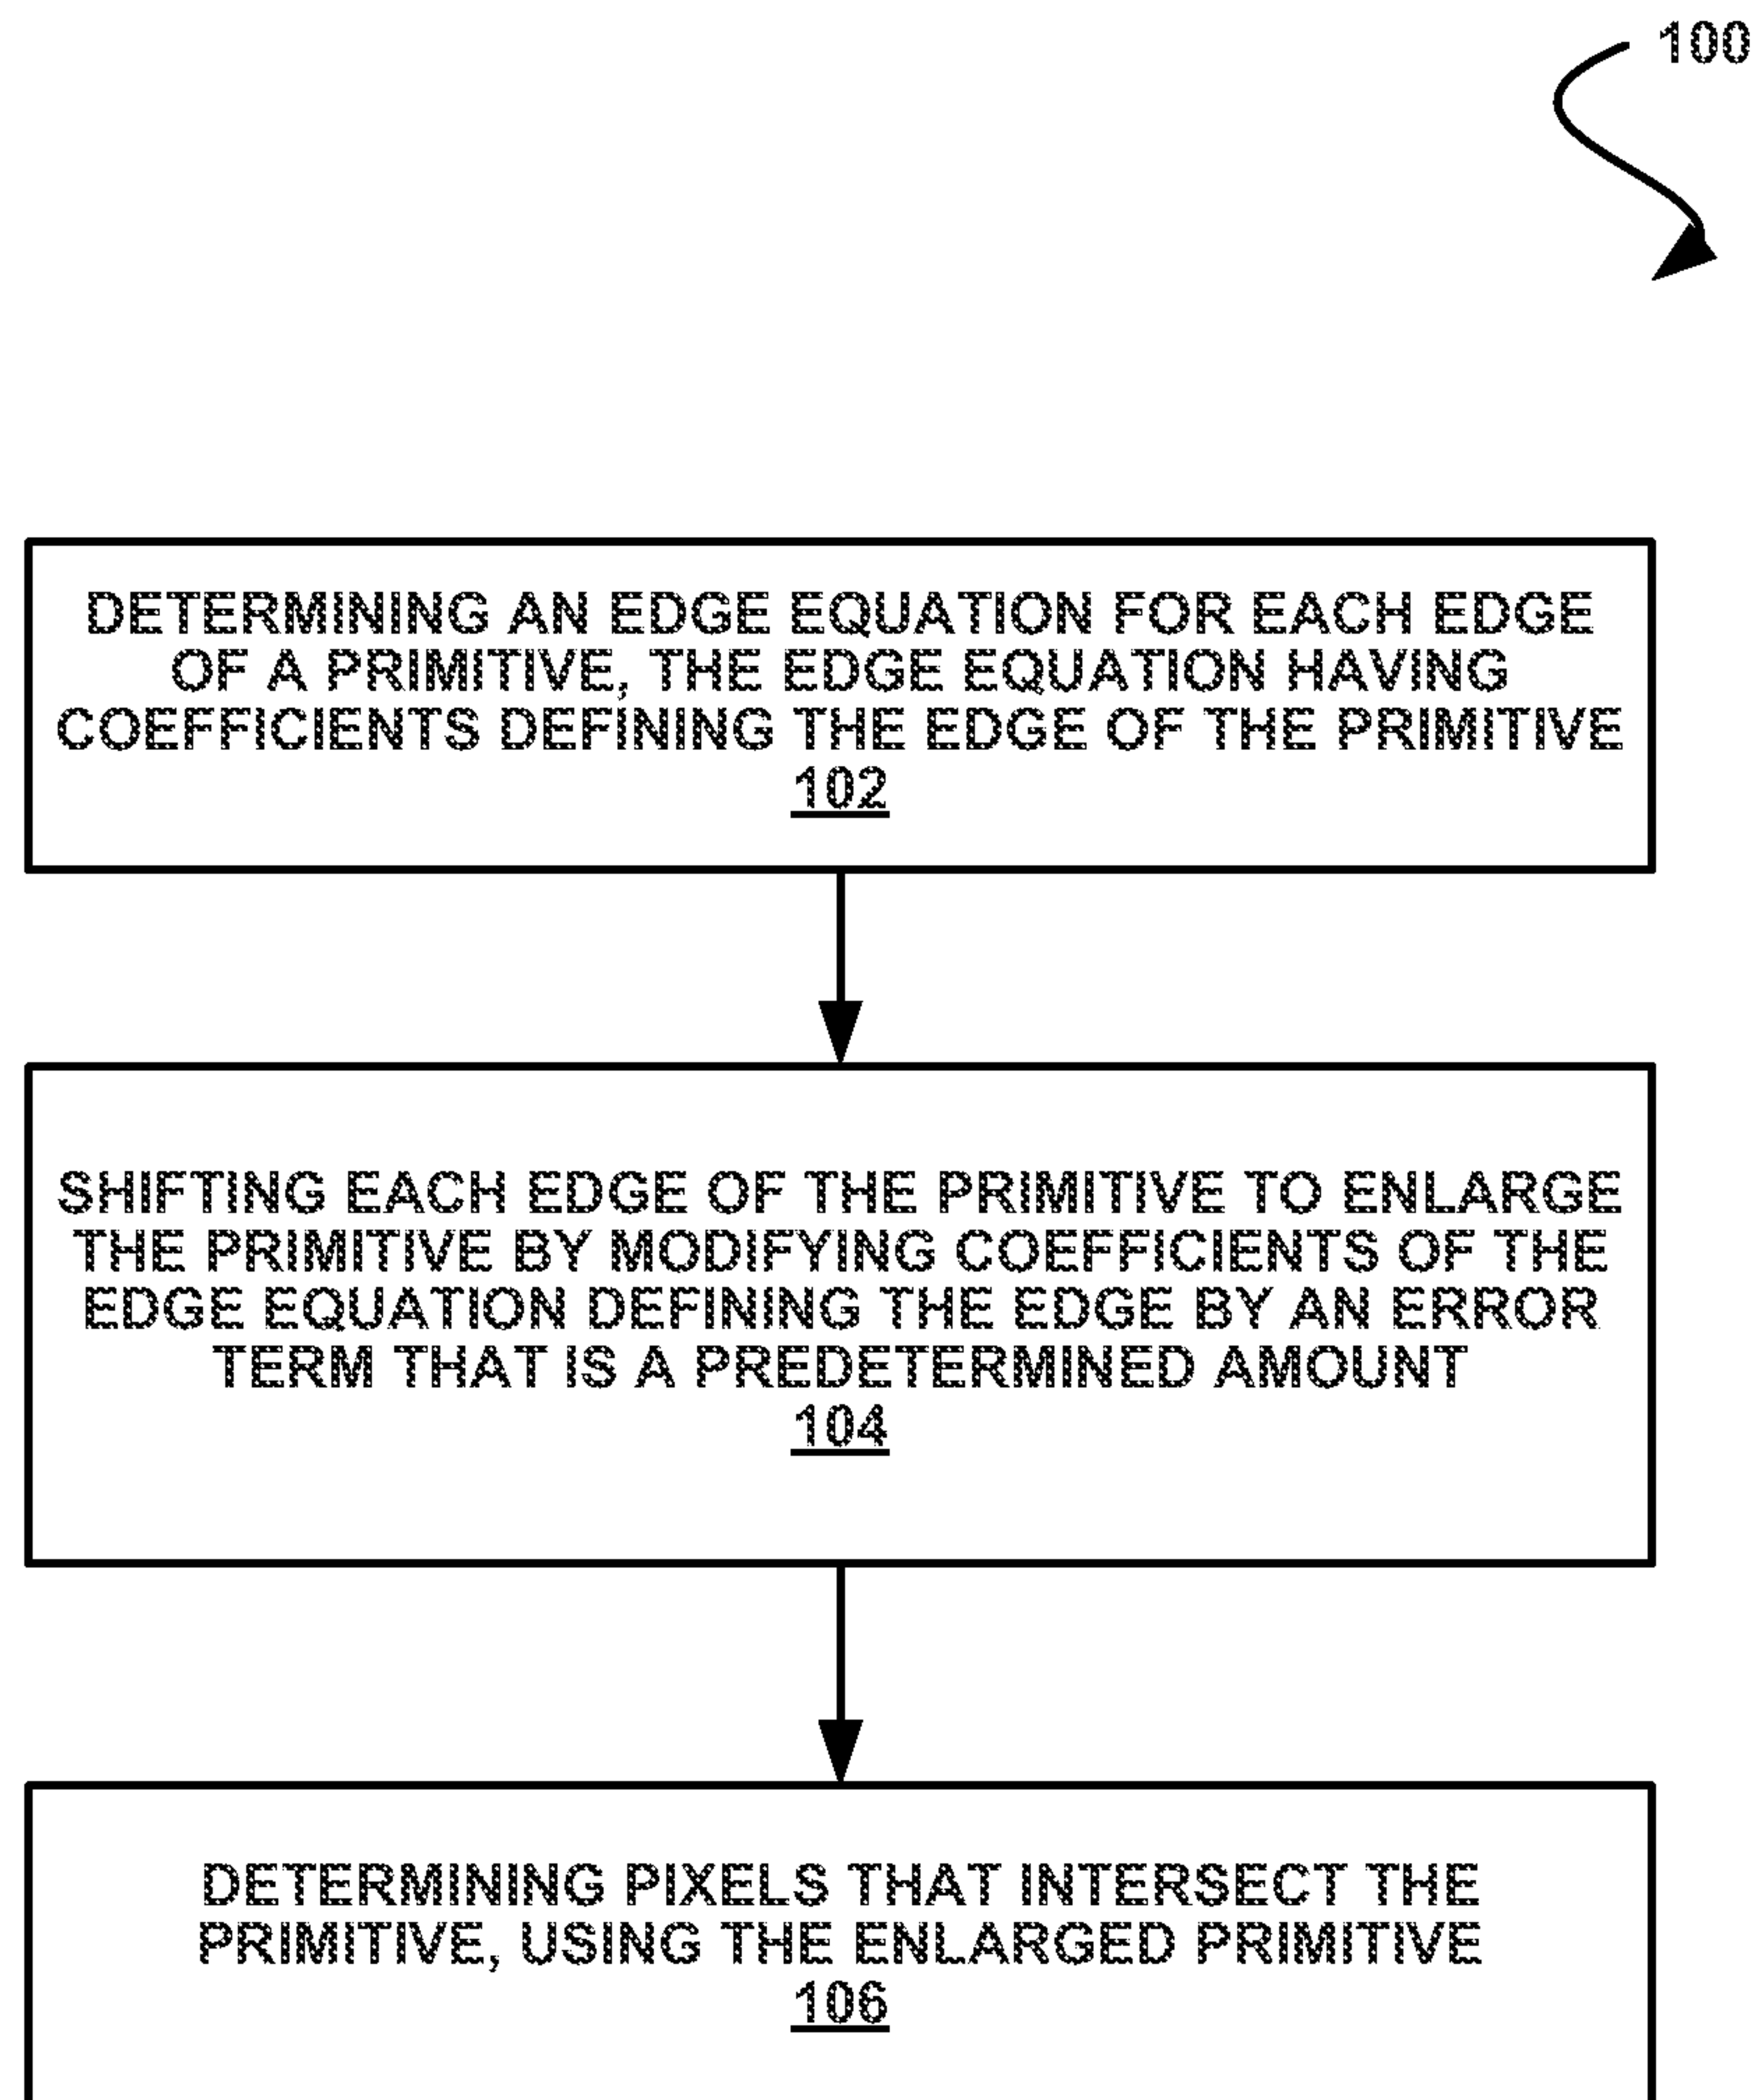 100
DETERMINING AN EDGE EQUATION FOR EACH EDGE
OF A PRIMITIVE, THE EDGE EQUATION HAVING
COEFFICIENTS DEFINING THE EDGE OF THE PRIMITIVE
102
SHIFTING EACH EDGE OF THE PRIMITIVE TO ENLARGE
THE PRIMITIVE BY MODIFYING COEFFICIENTS OF THE
EDGE EQUATION DEFINING THE EDGE BY AN ERROR
TERM THAT IS A PREDETERMINED AMOUNT
104
DETERMINING PIXELS THAT INTERSECT THE
PRIMITIVE, USING THE ENLARGED PRIMITIVE
106